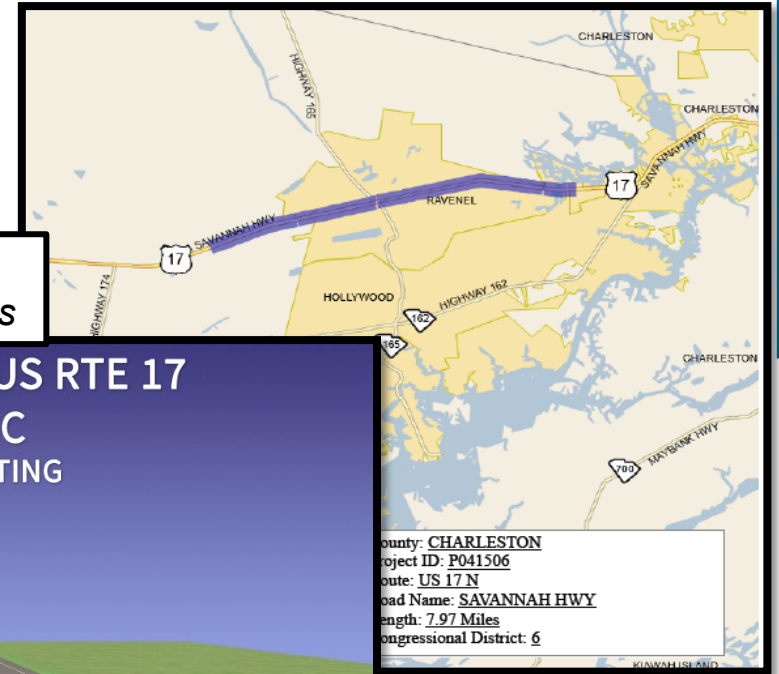 CHARLESTON
HIGHWAY 165
CHARLESTON
SAVANNAH HWY
17
RAVENEL
SAVANNAH HWY
17
HIGHWAY 174
HOLLYWOOD
HIGHWAY 162
162
165
s
CHARLESTON
US RTE 17
C
TING
MAYBANK HWY
700
ounty: CHARLESTON
roject ID: P041506
oute: US 17 N
oad Name: SAVANNAH HWY
ength: 7.97 Miles
ongressional District: 6
KIAWAH ISLAND